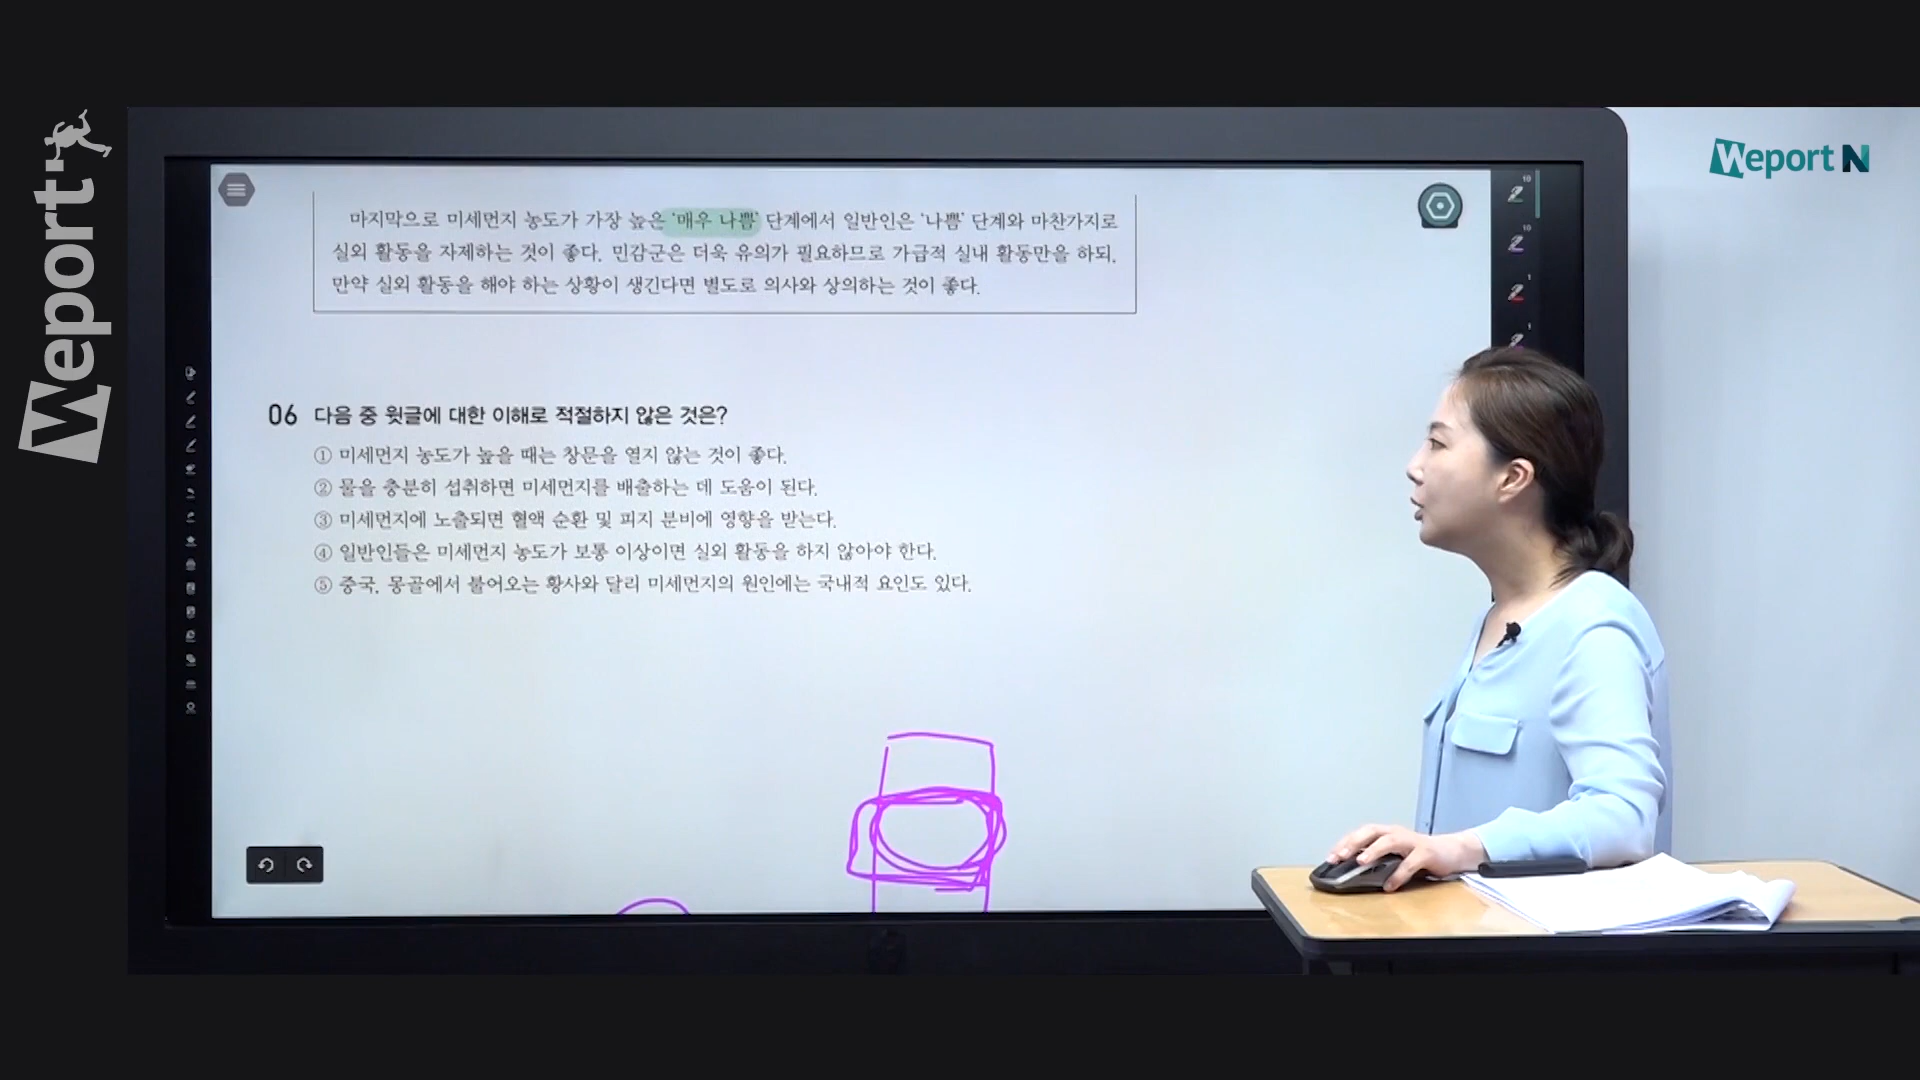 Weport
Weport N
마지막으로 미세먼지 농도가 가장 높은 ‘매우 나쁨’ 단계에서 일반인은 ‘나쁨’ 단계와 마찬가지로
실외 활동을 자제하는 것이 좋다. 민감군은 더욱 유의가 필요하므로 가급적 실내 활동만을 하되,
만약 실외 활동을 해야 하는 상황이 생긴다면 별도로 의사와 상의하는 것이 좋다.
06 다음 중 윗글에 대한 이해로 적절하지 않은 것은?
① 미세먼지 농도가 높을 때는 창문을 열지 않는 것이 좋다.
② 물을 충분히 섭취하면 미세먼지를 배출하는 데 도움이 된다.
③ 미세먼지에 노출되면 혈액 순환 및 피지 분비에 영향을 받는다.
④ 일반인들은 미세먼지 농도가 보통 이상이면 실외 활동을 하지 않아야 한다.
⑤ 중국, 몽골에서 불어오는 황사와 달리 미세먼지의 원인에는 국내적 요인도 있다.